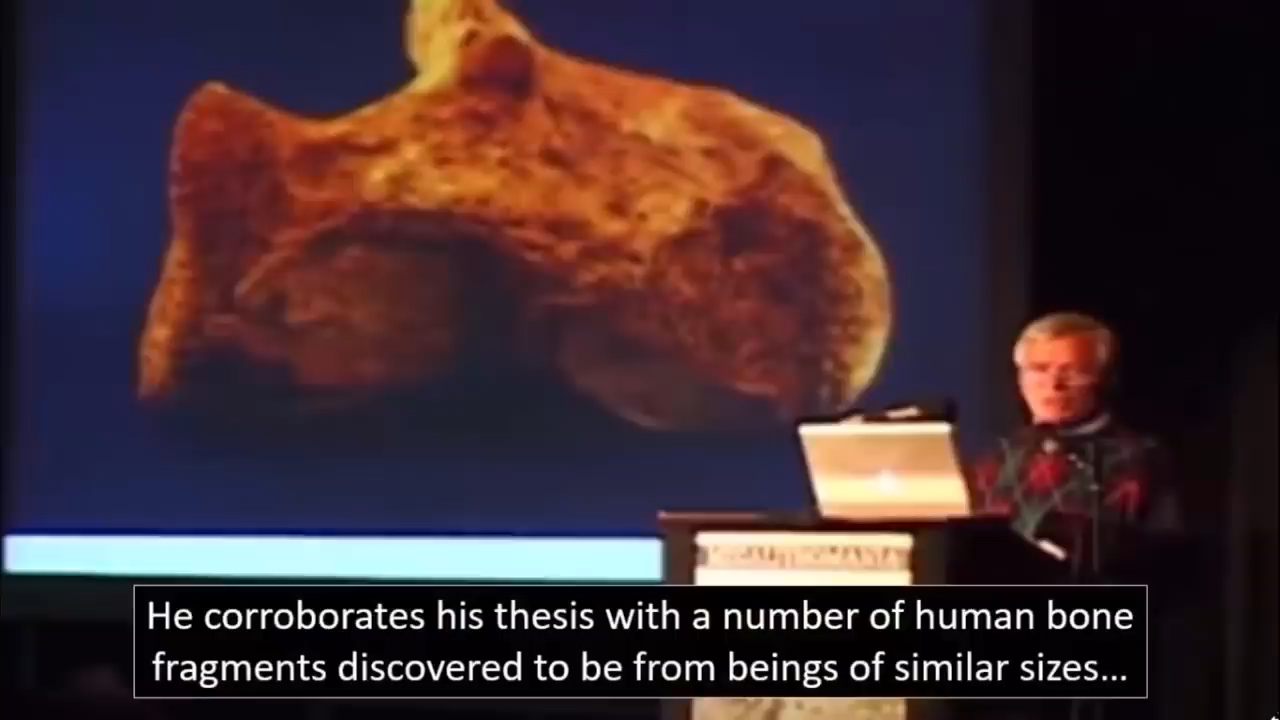 He corroborates his thesis with a number of human bone
fragments discovered to be from beings of similar sizes...